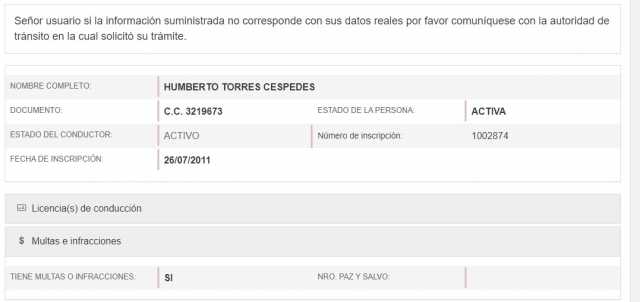 Señor usuario si la información suministrada no corresponde con sus datos reales por favor comuníquese con la autoridad de
tránsito en la cual solicitó su trámite.
NOMBRE COMPLETO: HUMBERTO TORRES CESPEDES
DOCUMENTO: C.C. 3219673 ESTADO DE LA PERSONA: ACTIVA
ESTADO DEL CONDUCTOR: ACTIVO Número de inscripción: 1002874
FECHA DE INSCRIPCIÓN 26/07/2011
Licencia(s) de conducción
$ Multas e infracciones
TIENE MULTAS O INFRACCIONES: SI NRO. PAZ Y SALVO: